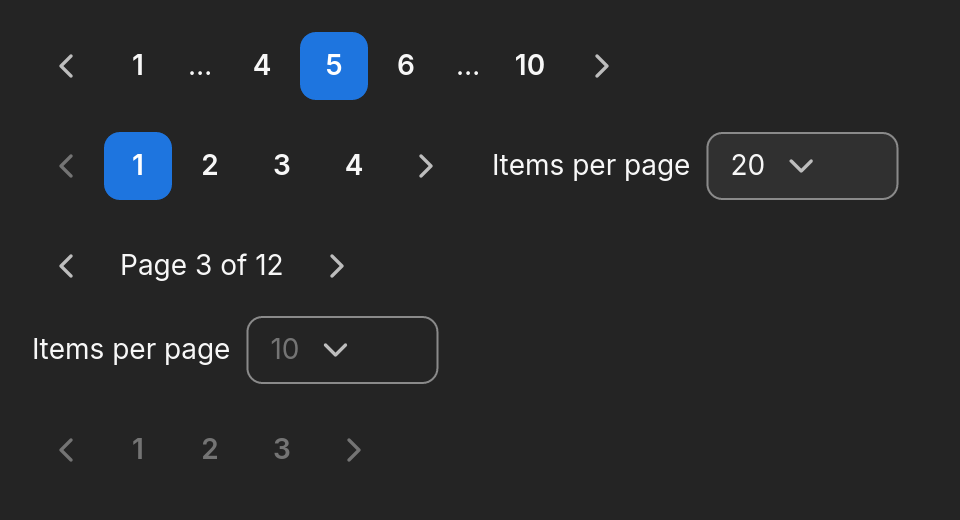 1 ... 4 5 6 ... 10
1 2 3 4 Items per page 20
Page 3 of 12
Items per page 10
1 2 3